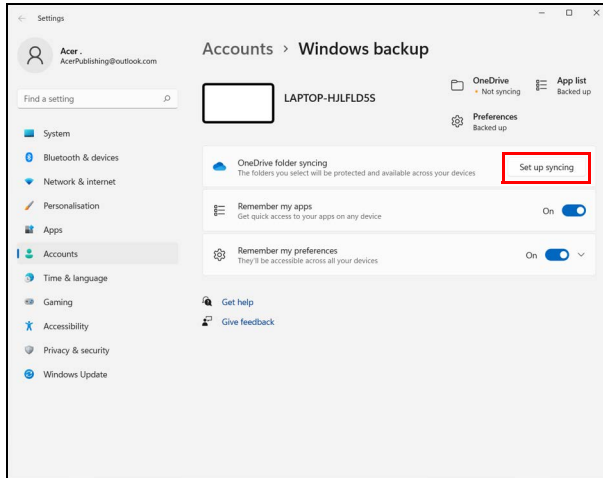 Settings
Acer .
AcerPublishing@outlook.com
Find a setting
System
Bluetooth & devices
Network & internet
Personalisation
Apps
Accounts
Time & language
Gaming
Accessibility
Privacy & security
Windows Update
Accounts > Windows backup
LAPTOP-HJLFLD5S
OneDrive
Not syncing
App list
Backed up
Preferences
Backed up
OneDrive folder syncing
The folders you select will be protected and available across your devices
Set up syncing
Remember my apps
Get quick access to your apps on any device
On
Remember my preferences
They'll be accessible across all your devices
On
Get help
Give feedback